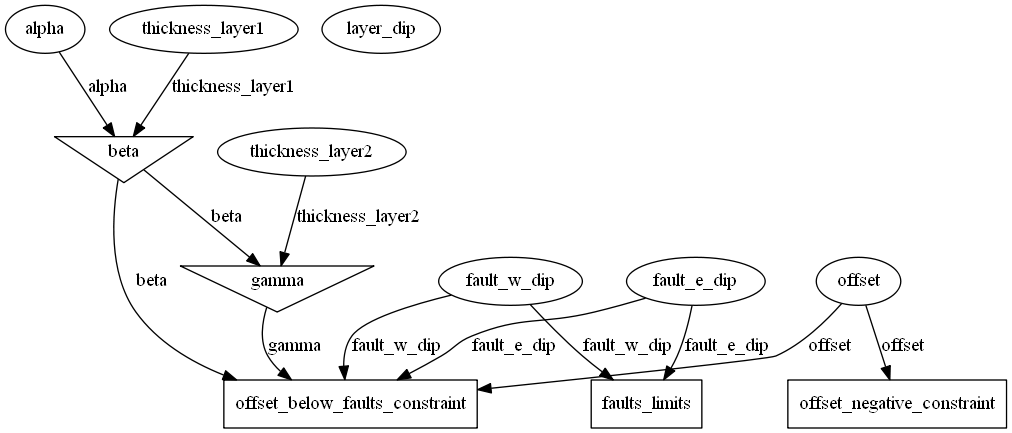 alpha
thickness_layer1
layer_dip
alpha
thickness_layer1
beta
thickness_layer2
beta
thickness_layer2
beta
gamma
fault_w_dip
fault_e_dip
offset
gamma
fault_w_dip
fault_e_dip
fault_w_dip
fault_e_dip
offset
offset
offset_below_faults_constraint
faults_limits
offset_negative_constraint